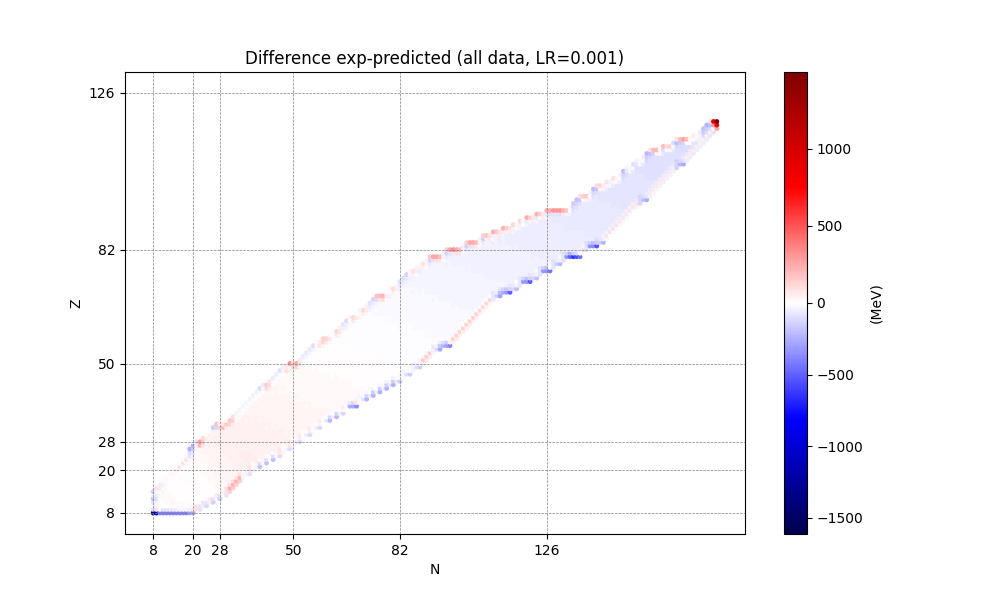 Difference exp-predicted (all data, LR=0.001)
126
82
50
28
20
8
Z
8 20 28 50 82 126
N
1000
500
0
−500
−1000
−1500
(MeV)